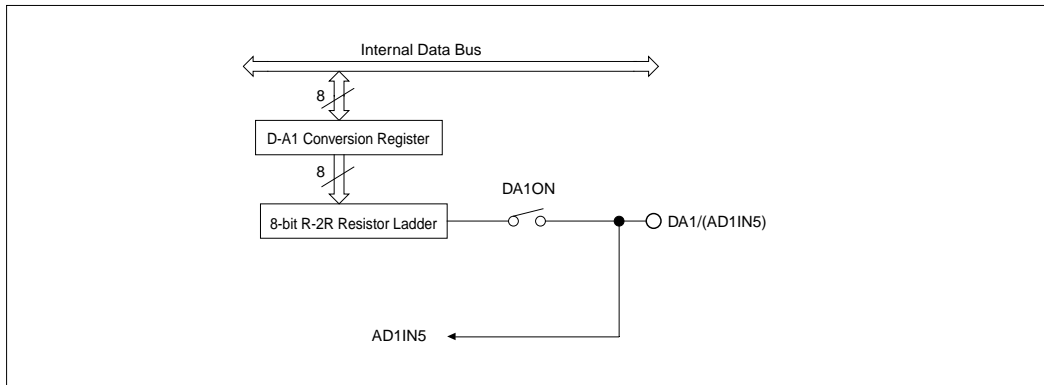 Internal Data Bus
8
D-A1 Conversion Register
8
DA1ON
8-bit R-2R Resistor Ladder
DA1/(AD1IN5)
AD1IN5